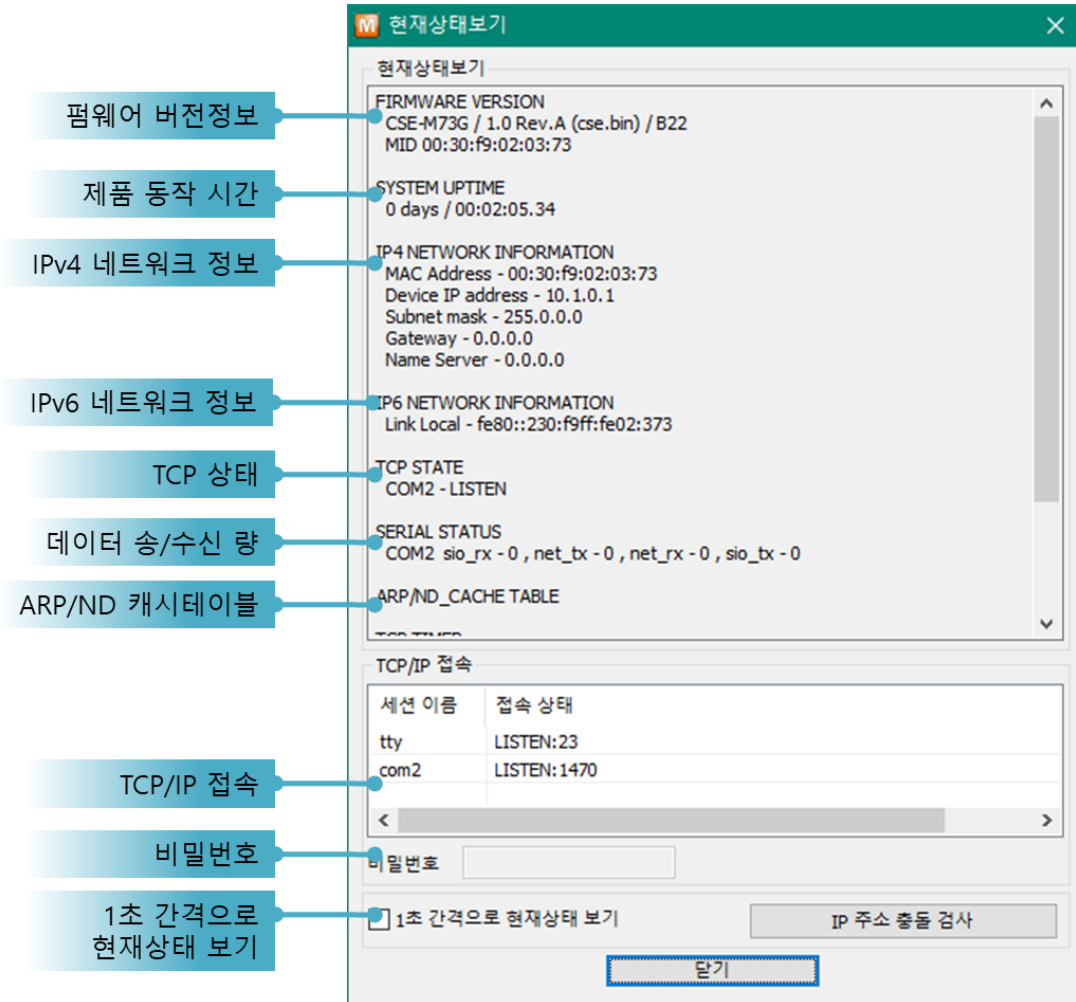 M 현재상태보기
현재상태보기
펌웨어 버전정보
FIRMWARE VERSION
CSE-M73G / 1.0 Rev.A (cse.bin) / B22
MID 00:30:f9:02:03:73
제품 동작 시간
SYSTEM UPTIME
0 days / 00:02:05.34
IPv4 네트워크 정보
IP4 NETWORK INFORMATION
MAC Address - 00:30:f9:02:03:73
Device IP address - 10.1.0.1
Subnet mask - 255.0.0.0
Gateway - 0.0.0.0
Name Server - 0.0.0.0
IPv6 네트워크 정보
IP6 NETWORK INFORMATION
Link Local - fe80::230:f9ff:fe02:373
TCP 상태
TCP STATE
COM2 - LISTEN
데이터 송/수신 량
SERIAL STATUS
COM2 sio_rx - 0 , net_tx - 0 , net_rx - 0 , sio_tx - 0
ARP/ND 캐시테이블
ARP/ND_CACHE TABLE
TCP TIMER
TCP/IP 접속
세션 이름 접속 상태
tty LISTEN:23
com2 LISTEN:1470
TCP/IP 접속
비밀번호
비밀번호
1초 간격으로
현재상태 보기
1초 간격으로 현재상태 보기
IP 주소 충돌 검사
닫기